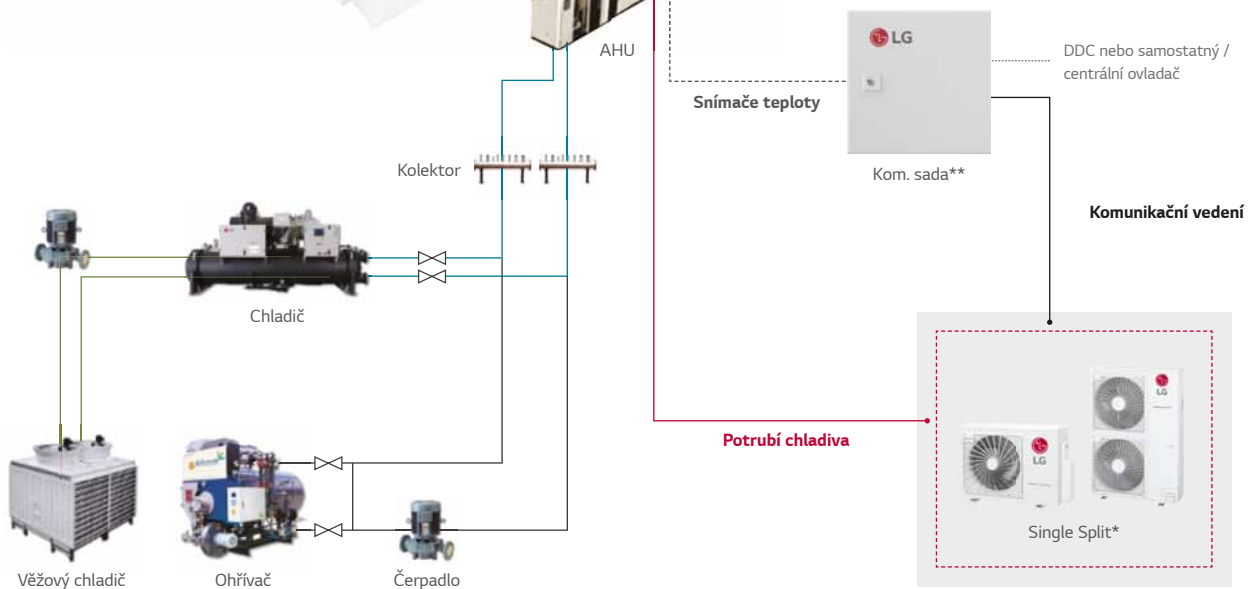 AHU
LG
DDC nebo samostatný /
centrální ovladač
Snímače teploty
Kolektor
Kom. sada**
Komunikační vedení
Chladič
LG
LG
Potrubí chladiva
Single Split*
Věžový chladič
Ohřívač
Čerpadlo